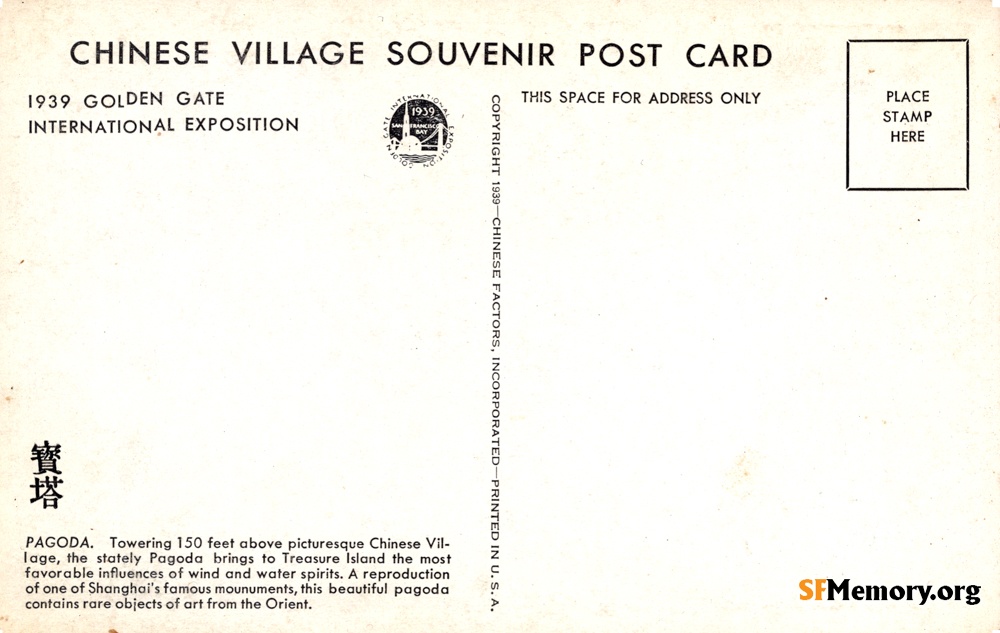 CHINESE VILLAGE SOUVENIR POST CARD
1939 GOLDEN GATE
INTERNATIONAL EXPOSITION
GOLDEN GATE INTERNATIONAL EXPOSITION
1939
SAN FRANCISCO
BAY
寶
塔
PAGODA. Towering 150 feet above picturesque Chinese Vil-
lage, the stately Pagoda brings to Treasure Island the most
favorable influences of wind and water spirits. A reproduction
of one of Shanghai's famous mounuments, this beautiful pagoda
contains rare objects of art from the Orient.
COPYRIGHT 1939—CHINESE FACTORS, INCORPORATED—PRINTED IN U. S. A.
THIS SPACE FOR ADDRESS ONLY
PLACE
STAMP
HERE
SFMemory.org